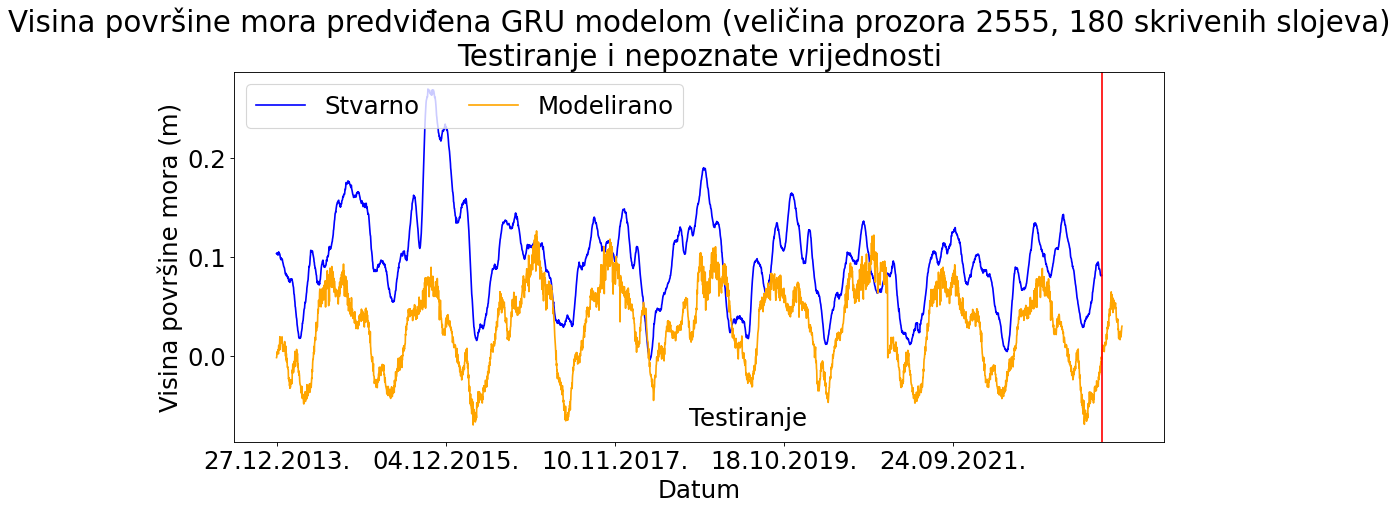 Visina površine mora predviđena GRU modelom (veličina prozora 2555, 180 skrivenih slojeva)
Testiranje i nepoznate vrijednosti
Stvarno
Modelirano
Visina površine mora (m)
0.2
0.1
0.0
Testiranje
27.12.2013.
04.12.2015.
10.11.2017.
18.10.2019.
24.09.2021.
Datum